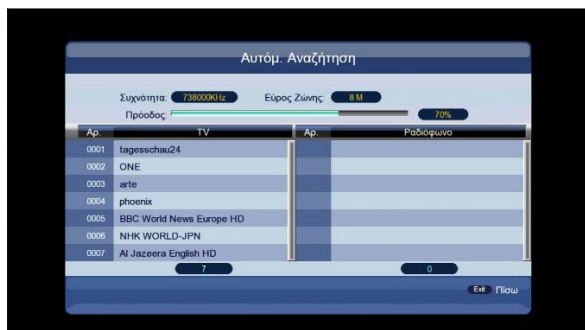 Αυτόμ. Αναζήτηση
Συχνότητα: 738000KHz Εύρος Ζώνης: 8 M
Πρόοδος: 70%
Αρ. TV Αρ. Ραδιόφωνο
0001 tagesschau24
0002 ONE
0003 arte
0004 phoenix
0005 BBC World News Europe HD
0006 NHK WORLD-JPN
0007 Al Jazeera English HD
7 0
Exit Πίσω